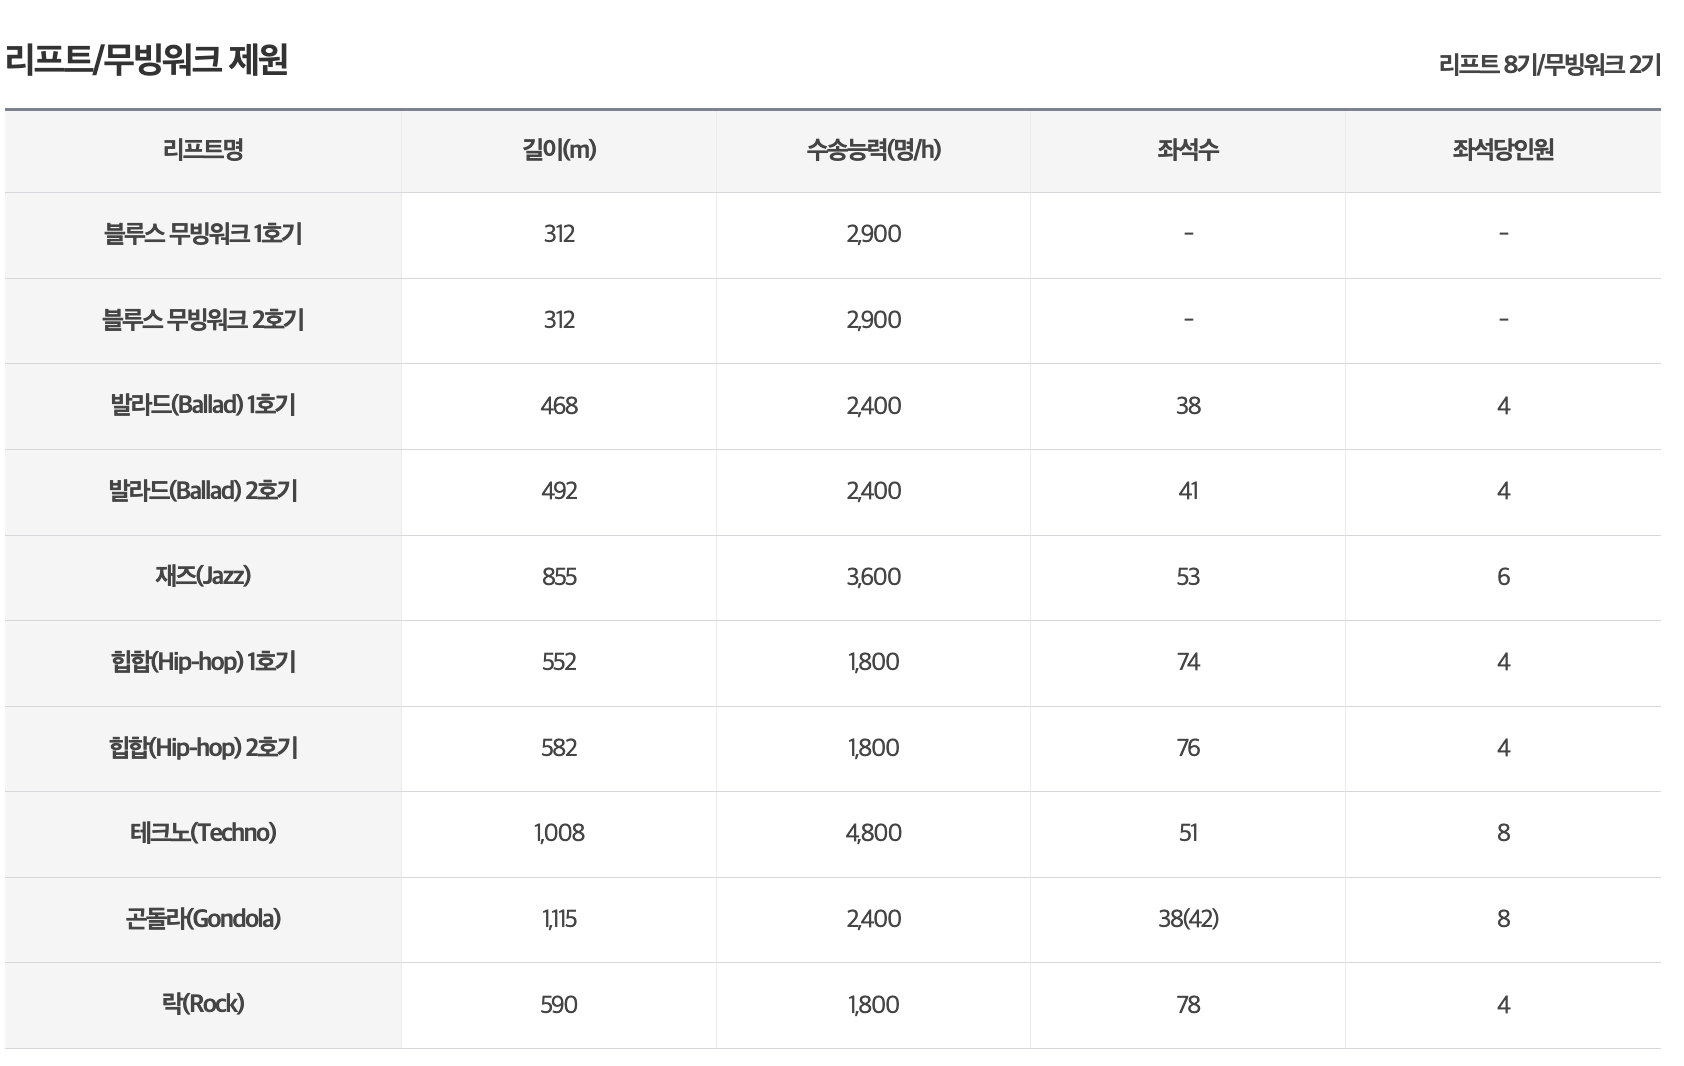 리프트/무빙워크 제원
리프트 8기/무빙워크 2기
리프트명 길이(m) 수송능력(명/h) 좌석수 좌석당인원
블루스 무빙워크 1호기 312 2,900 - -
블루스 무빙워크 2호기 312 2,900 - -
발라드(Ballad) 1호기 468 2,400 38 4
발라드(Ballad) 2호기 492 2,400 41 4
재즈(Jazz) 855 3,600 53 6
힙합(Hip-hop) 1호기 552 1,800 74 4
힙합(Hip-hop) 2호기 582 1,800 76 4
테크노(Techno) 1,008 4,800 51 8
곤돌라(Gondola) 1,115 2,400 38(42) 8
락(Rock) 590 1,800 78 4